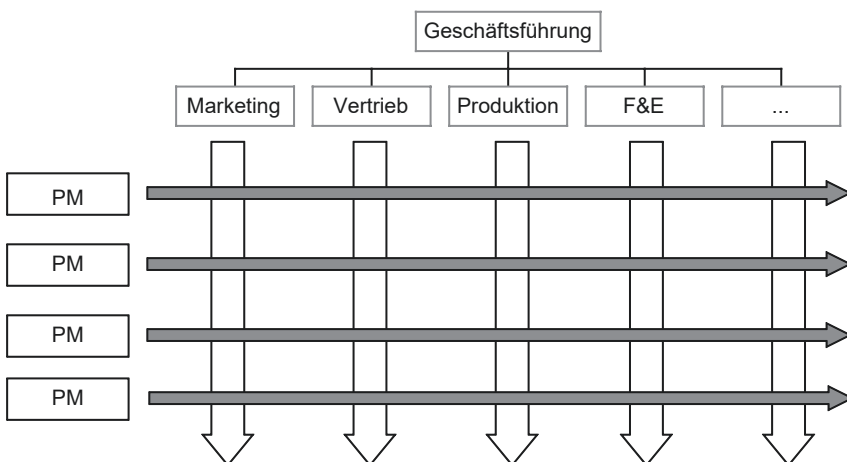 Geschäftsführung
Marketing
Vertrieb
Produktion
F&E
...
PM
PM
PM
PM